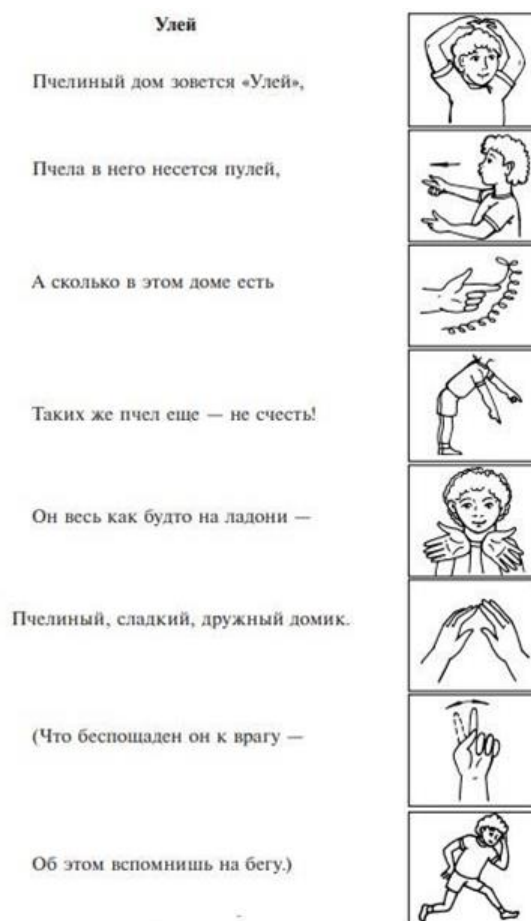 Улей
Пчелиный дом зовется «Улей»,
Пчела в него несется пулей,
А сколько в этом доме есть
Таких же пчел еще — не счесть!
Он весь как будто на ладони —
Пчелиный, сладкий, дружный домик.
(Что беспощаден он к врагу —
Об этом вспомнишь на бегу.)